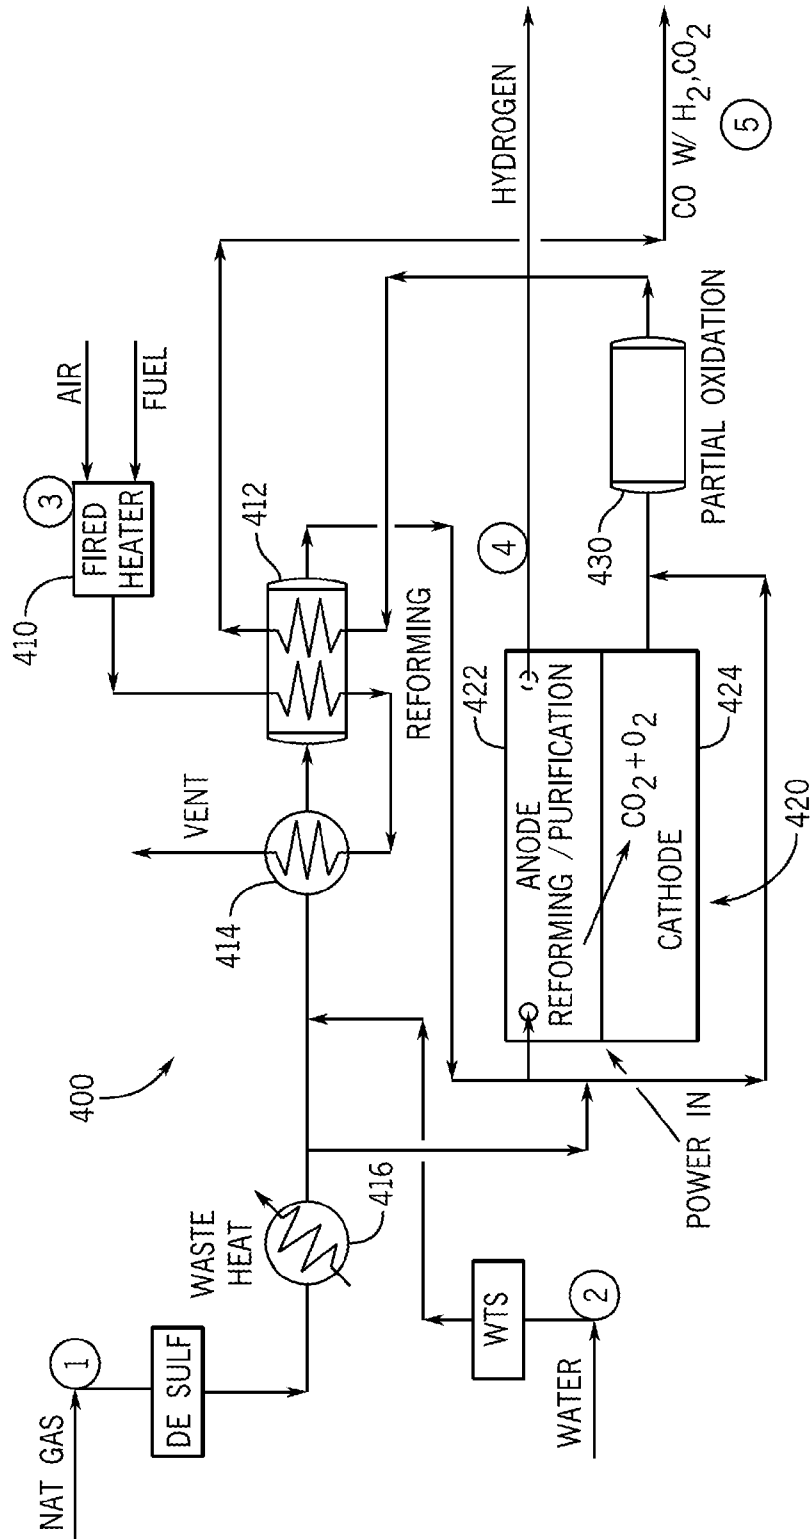 NAT GAS
1
DE SULF
WASTE
HEAT
416
400
WATER
2
WTS
VENT
414
410
FIRED
HEATER
3
AIR
FUEL
412
REFORMING
POWER IN
ANODE
REFORMING/PURIFICATION
CO2+O2
CATHODE
420
422
424
4
430
PARTIAL OXIDATION
HYDROGEN
CO W/ H2,CO2
5